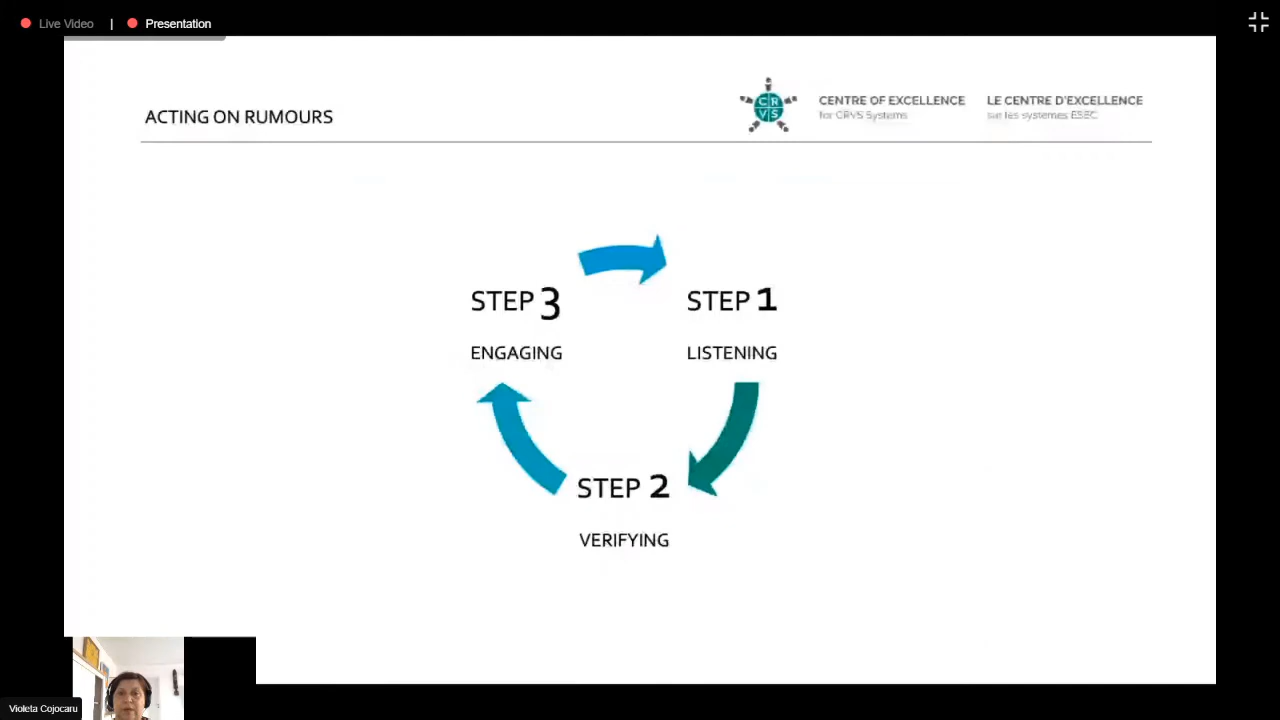 Live Video | Presentation
ACTING ON RUMOURS
CENTRE OF EXCELLENCE
for CRVS Systems
LE CENTRE D'EXCELLENCE
sur les systèmes ESEC
C R
V S
STEP 3
ENGAGING
STEP 1
LISTENING
STEP 2
VERIFYING
Violeta Cojocaru